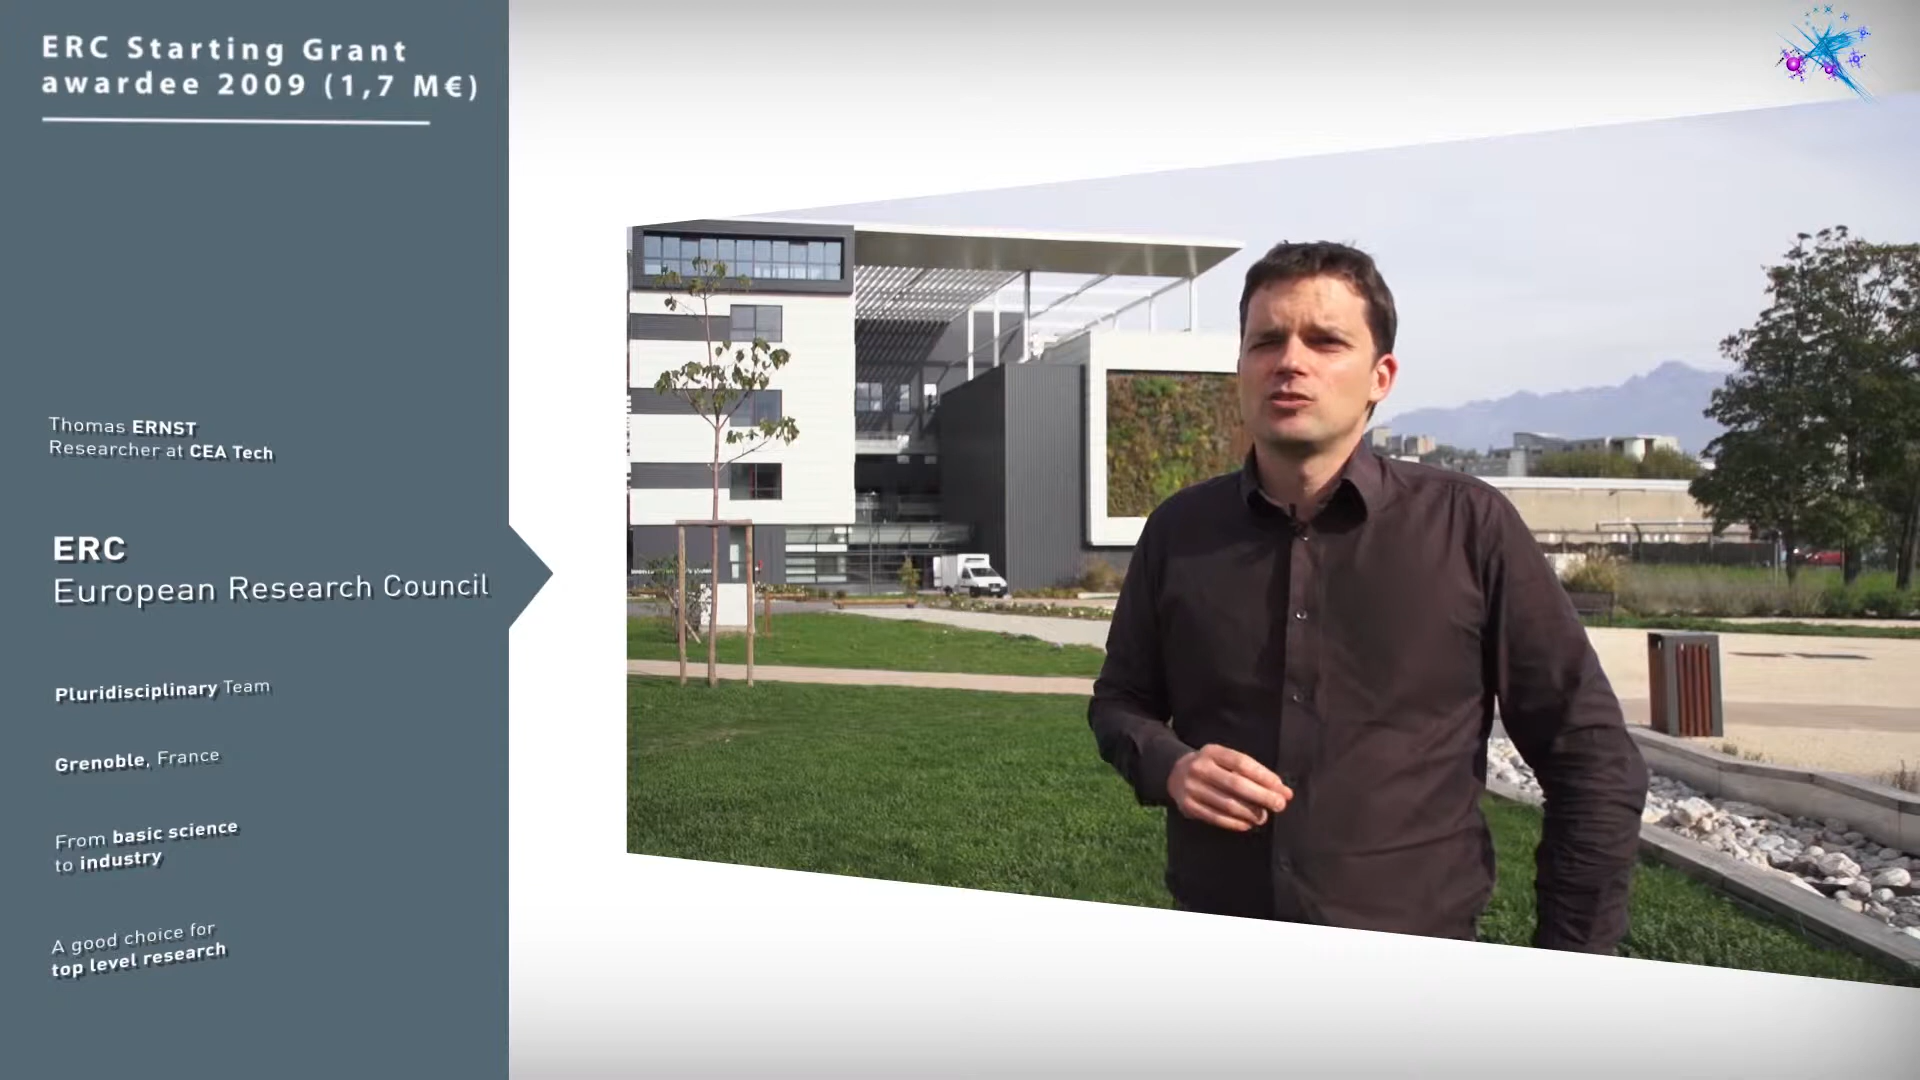 ERC Starting Grant
awardee 2009 (1,7 M€)
Thomas ERNST
Researcher at CEA Tech
ERC
European Research Council
Pluridisciplinary Team
Grenoble, France
From basic science
to industry
A good choice for
top level research